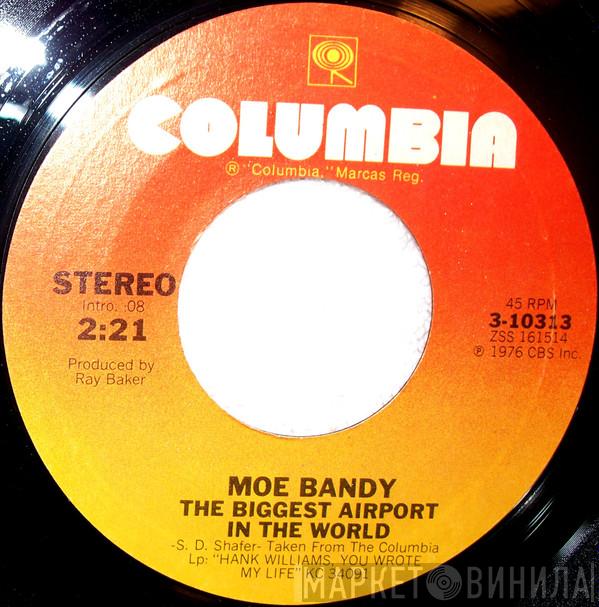 COLUMBIA
® "Columbia," Marcas Reg.
STEREO
Intro. :08
2:21
Produced by
Ray Baker
45 RPM
3-10313
ZSS 161514
℗ 1976 CBS Inc.
MOE BANDY
THE BIGGEST AIRPORT
IN THE WORLD
-S. D. Shafer- Taken From The Columbia
Lp: "HANK WILLIAMS, YOU WROTE
MY LIFE" KC 34091
МАРКЕТ ВИНИЛА